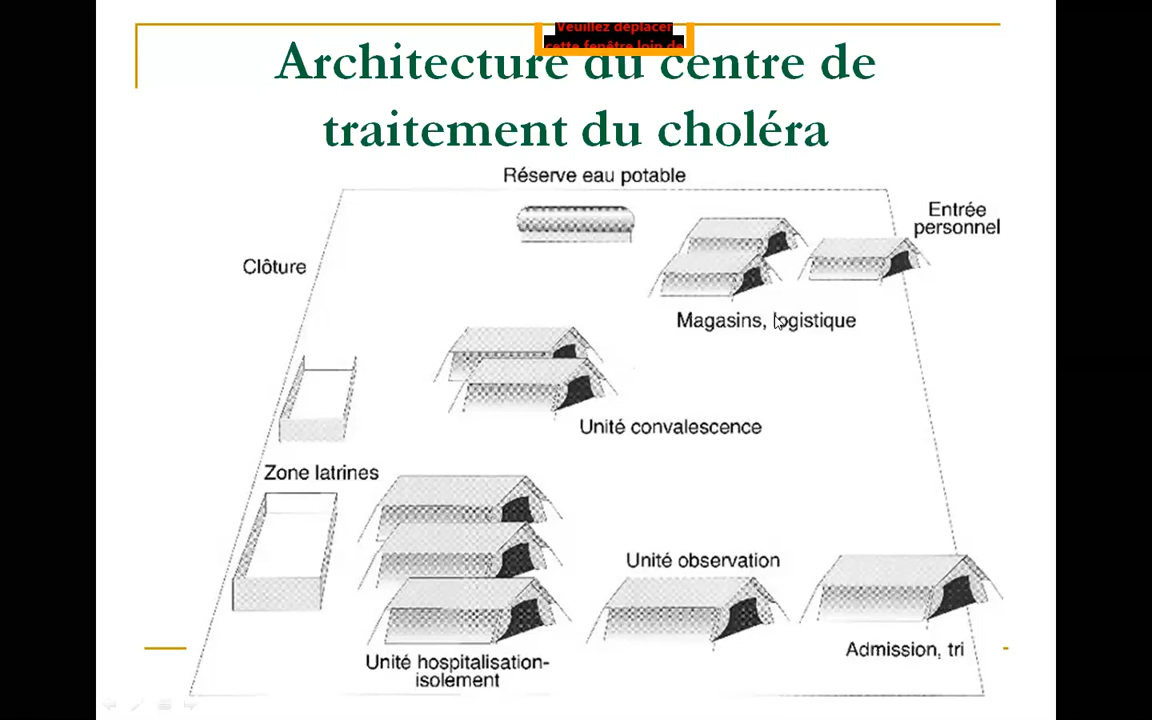 Veuillez déplacer
cette fenêtre loin de
Architecture du centre de
traitement du choléra
Réserve eau potable
Entrée
personnel
Clôture
Magasins, logistique
Unité convalescence
Zone latrines
Unité observation
Admission, tri
Unité hospitalisation-
isolement